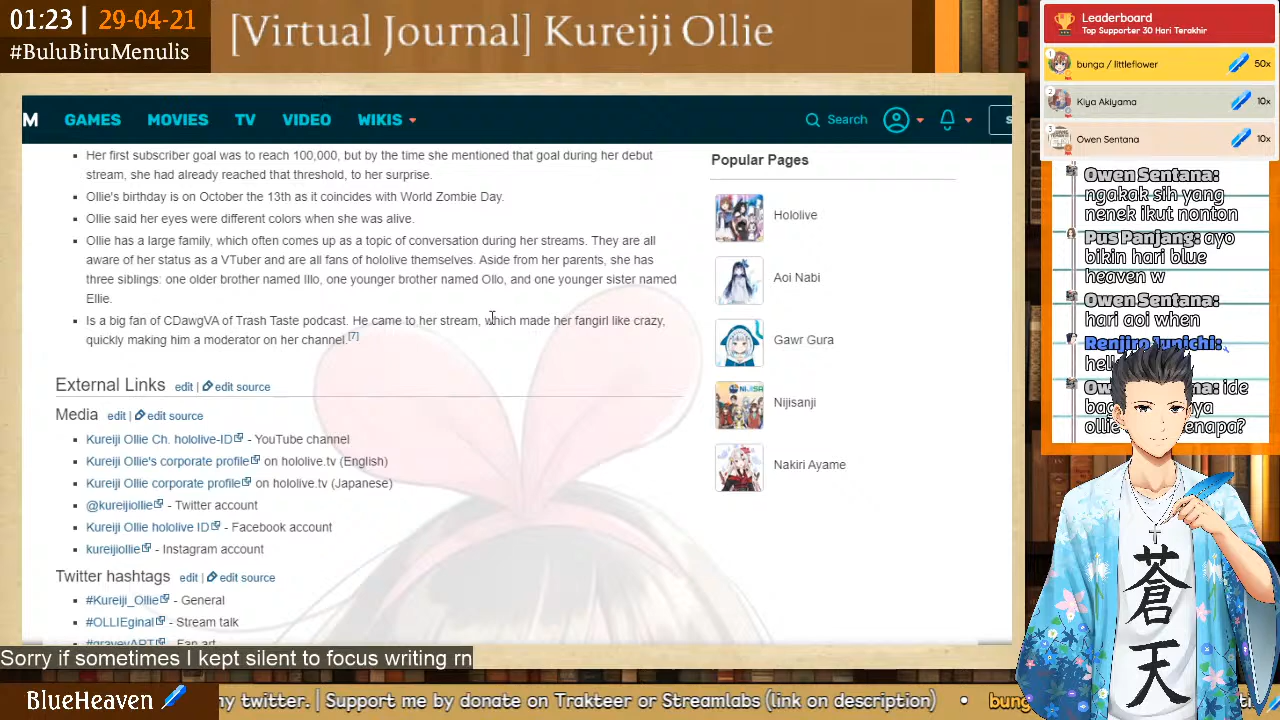 01:23 | 29-04-21
#BuluBiruMenulis
[Virtual Journal] Kureiji Ollie
Leaderboard
Top Supporter 30 Hari Terakhir
1 bunga / littleflower 50x
2 Kiya Akiyama 10x
3 Owen Sentana 10x
M GAMES MOVIES TV VIDEO WIKIS Search S
Her first subscriber goal was to reach 100,000, but by the time she mentioned that goal during her debut
stream, she had already reached that threshold, to her surprise.
Ollie's birthday is on October the 13th as it coincides with World Zombie Day.
Ollie said her eyes were different colors when she was alive.
Ollie has a large family, which often comes up as a topic of conversation during her streams. They are all
aware of her status as a VTuber and are all fans of hololive themselves. Aside from her parents, she has
three siblings: one older brother named Illo, one younger brother named Ollo, and one younger sister named
Ellie.
Is a big fan of CDawgVA of Trash Taste podcast. He came to her stream, which made her fangirl like crazy,
quickly making him a moderator on her channel.[7]
External Links edit | edit source
Media edit | edit source
Kureiji Ollie Ch. hololive-ID - YouTube channel
Kureiji Ollie's corporate profile on hololive.tv (English)
Kureiji Ollie corporate profile on hololive.tv (Japanese)
@kureijiollie - Twitter account
Kureiji Ollie hololive ID - Facebook account
kureijiollie - Instagram account
Twitter hashtags edit | edit source
#Kureiji_Ollie - General
#OLLIEginal - Stream talk
#graveyART - Fan art
Popular Pages
Hololive
Aoi Nabi
Gawr Gura
Nijisanji
Nakiri Ayame
Owen Sentana:
ngakak sih yang
nenek ikut nonton
Pus Panjang: ayo
bikin hari blue
heaven w
Owen Sentana:
hari aoi when
Renjiro Junichi:
ide
ollie
蒼天
Sorry if sometimes I kept silent to focus writing rn
BlueHeaven
my twitter. | Support me by donate on Trakteer or Streamlabs (link on description) • bung